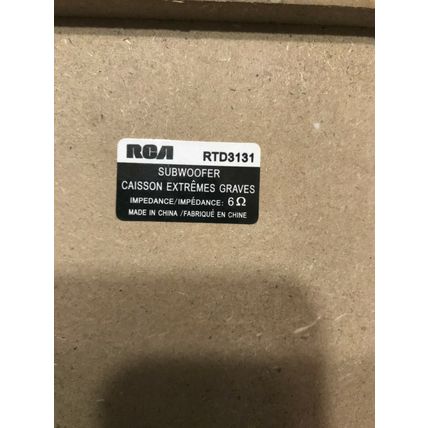 RCA RTD3131
SUBWOOFER
CAISSON EXTRÊMES GRAVES
IMPEDANCE/IMPÉDANCE: 6Ω
MADE IN CHINA /FABRIQUÉ EN CHINE